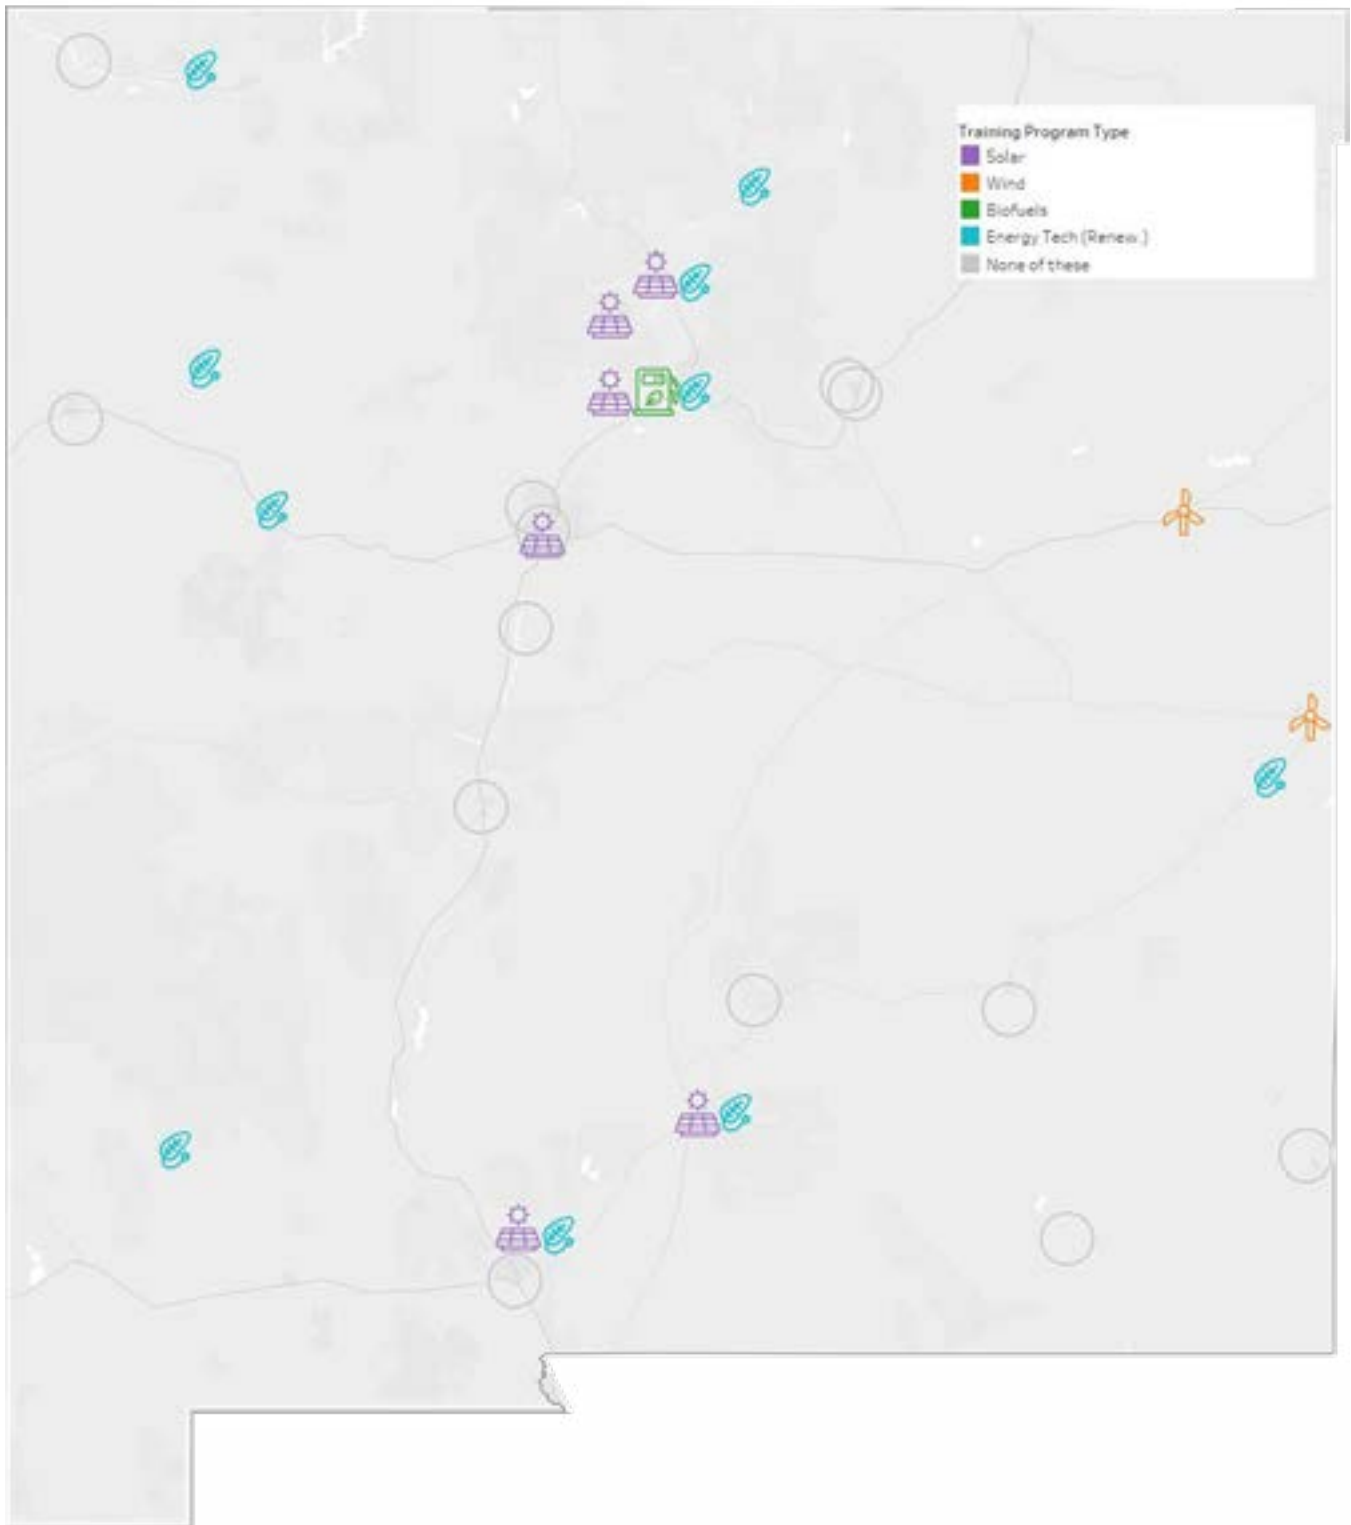 Training Program Type
Solar
Wind
Biofuels
Energy Tech (Renew.)
None of these